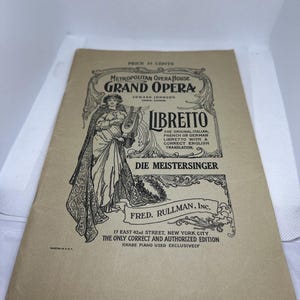 PRICE 35 CENTS
METROPOLITAN OPERA HOUSE
GRAND OPERA
EDWARD JOHNSON
GENERAL MANAGER
LIBRETTO
THE ORIGINAL ITALIAN,
FRENCH OR GERMAN
LIBRETTO WITH A
CORRECT ENGLISH
TRANSLATION.
DIE MEISTERSINGER
FRED. RULLMAN, Inc.
17 EAST 42nd STREET, NEW YORK CITY
THE ONLY CORRECT AND AUTHORIZED EDITION
KNABE PIANO USED EXCLUSIVELY